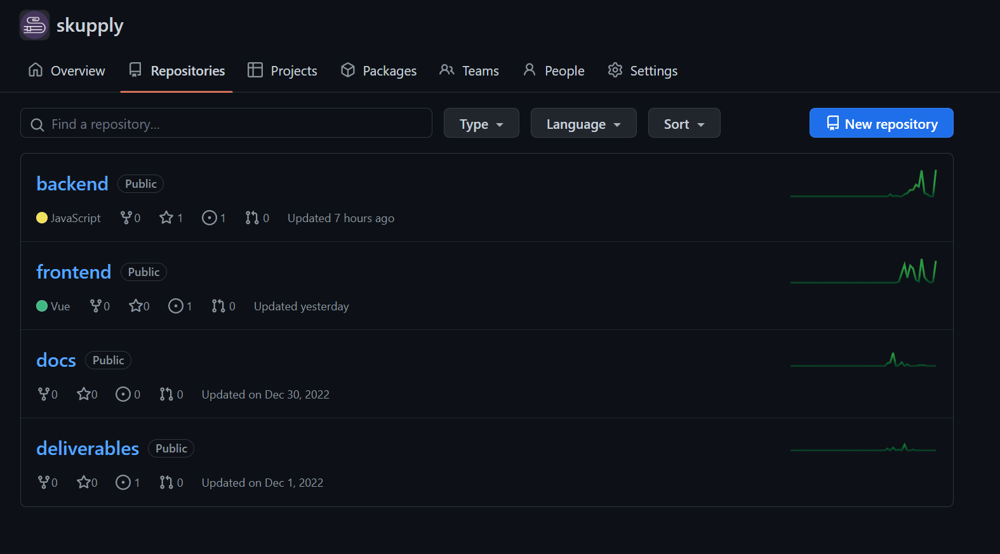 skupply
Overview Repositories Projects Packages Teams People Settings
Find a repository... Type Language Sort New repository
backend Public
JavaScript 0 1 1 0 Updated 7 hours ago
frontend Public
Vue 0 0 1 0 Updated yesterday
docs Public
0 0 0 0 Updated on Dec 30, 2022
deliverables Public
0 0 1 0 Updated on Dec 1, 2022